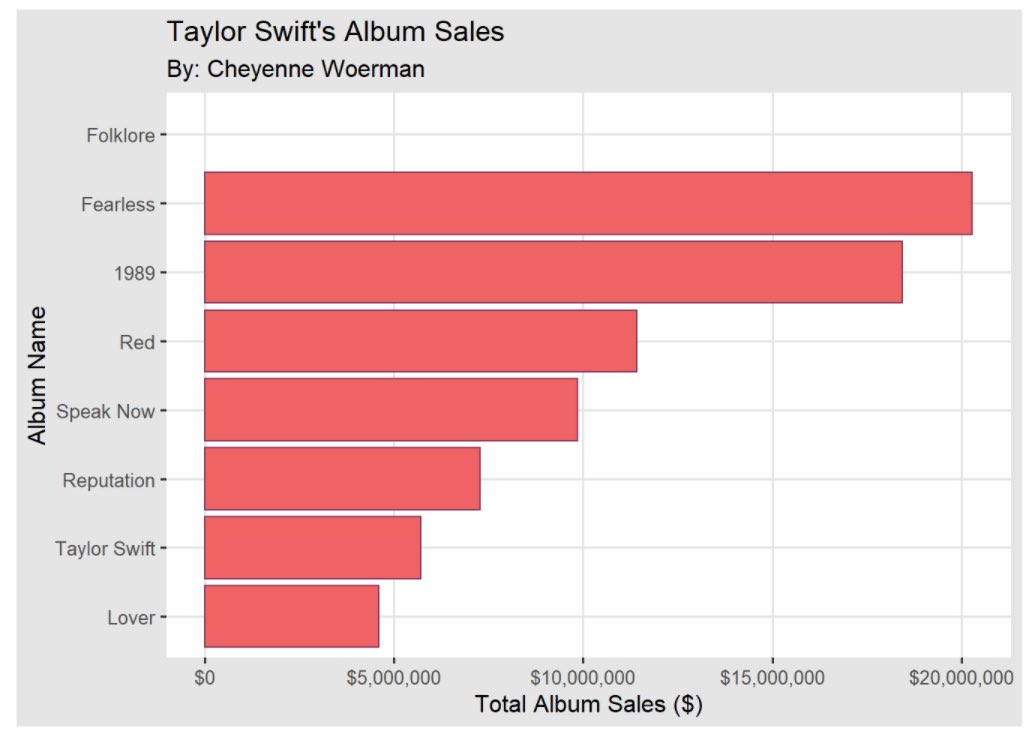 Taylor Swift's Album Sales
By: Cheyenne Woerman
Album Name
Folklore
Fearless
1989
Red
Speak Now
Reputation
Taylor Swift
Lover
$0 $5,000,000 $10,000,000 $15,000,000 $20,000,000
Total Album Sales ($)